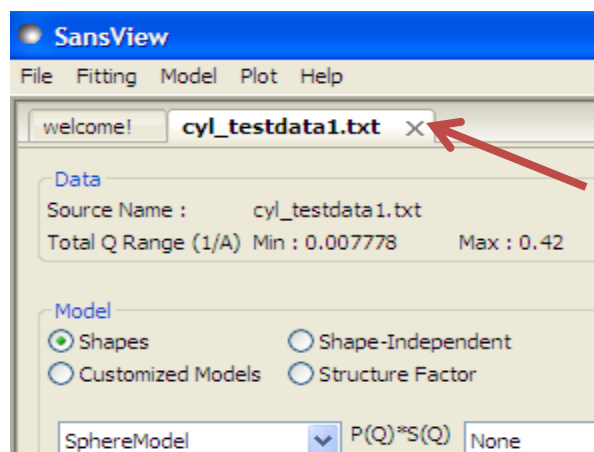 SansView
File Fitting Model Plot Help
welcome! cyl_testdata1.txt
Data
Source Name : cyl_testdata1.txt
Total Q Range (1/A) Min : 0.007778 Max : 0.42
Model
Shapes Shape-Independent
Customized Models Structure Factor
SphereModel P(Q)*S(Q) None